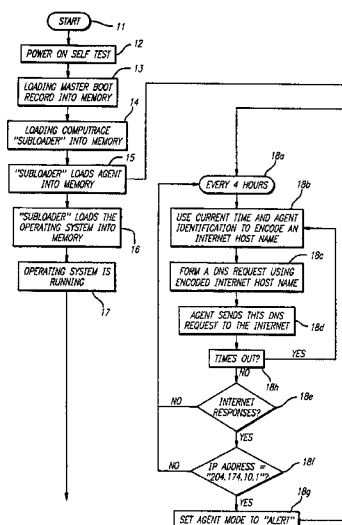 START
11
POWER ON SELF TEST
12
13
LOADING MASTER BOOT
RECORD INTO MEMORY
14
LOADING COMPUTRACE
"SUBLOADER" INTO MEMORY
15
"SUBLOADER" LOADS AGENT
INTO MEMORY
"SUBLOADER" LOADS THE
OPERATING SYSTEM INTO
MEMORY
16
OPERATING SYSTEM IS
RUNNING
17
18a
EVERY 4 HOURS
18b
USE CURRENT TIME AND AGENT
IDENTIFICATION TO ENCODE AN
INTERNET HOST NAME
18c
FORM A DNS REQUEST USING
ENCODED INTERNET HOST NAME
AGENT SENDS THIS DNS
REQUEST TO THE INTERNET
18d
TIMES OUT?
YES
NO
18h
18e
NO
INTERNET
RESPONSES?
YES
18f
NO
IP ADDRESS =
"204.174.10.1"?
YES
18g
SET AGENT MODE TO "ALERT"